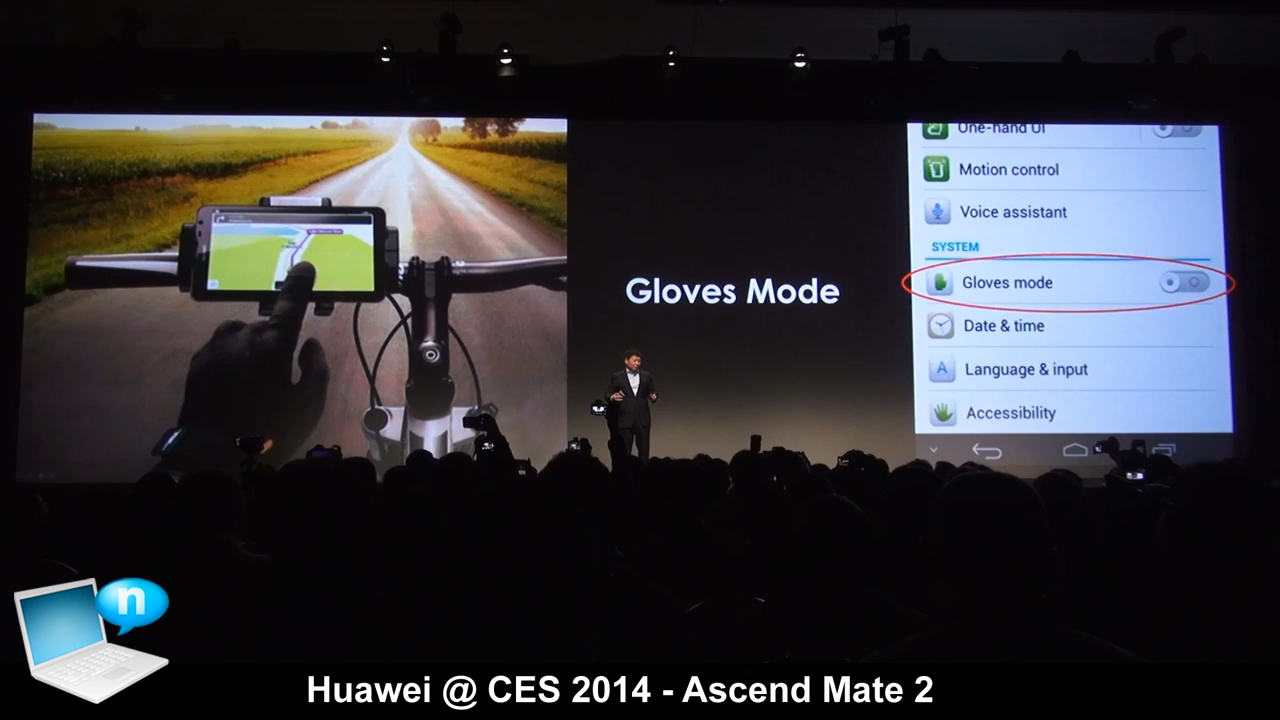 Gloves Mode
One-hand UI
Motion control
Voice assistant
SYSTEM
Gloves mode
Date & time
A Language & input
Accessibility
n
Huawei @ CES 2014 - Ascend Mate 2